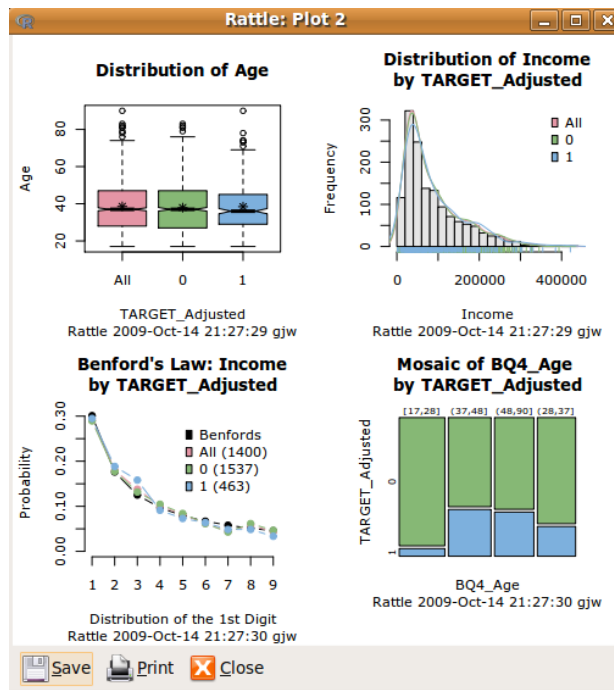 Rattle: Plot 2
Distribution of Age
80
60
40
20
Age
All 0 1
TARGET_Adjusted
Rattle 2009-Oct-14 21:27:29 gjw
Distribution of Income
by TARGET_Adjusted
300
200
100
0
Frequency
All
0
1
0 200000 400000
Income
Rattle 2009-Oct-14 21:27:29 gjw
Benford's Law: Income
by TARGET_Adjusted
0.30
0.20
0.10
0.00
Probability
Benfords
All (1400)
0 (1537)
1 (463)
1 2 3 4 5 6 7 8 9
Distribution of the 1st Digit
Rattle 2009-Oct-14 21:27:30 gjw
Mosaic of BQ4_Age
by TARGET_Adjusted
[17,28] (37,48] (48,90] (28,37]
TARGET_Adjusted
0
1
BQ4_Age
Rattle 2009-Oct-14 21:27:30 gjw
Save Print Close